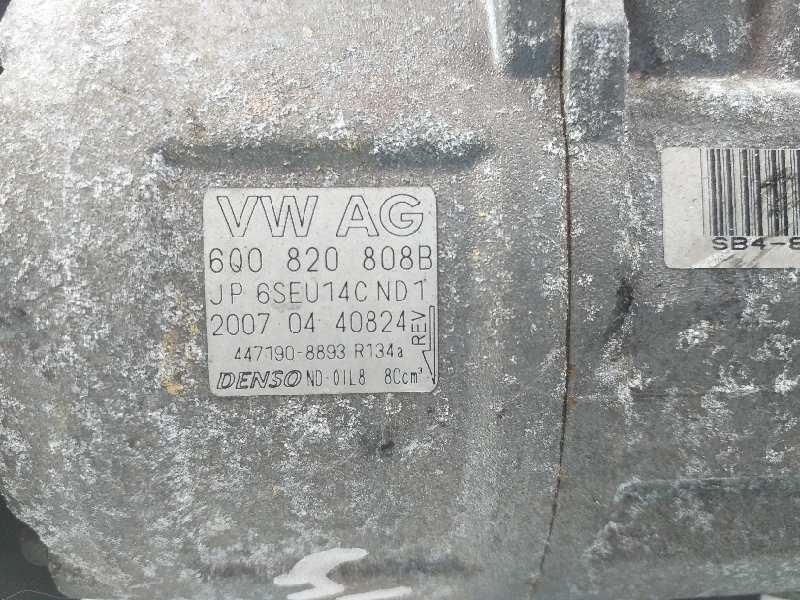 VW AG
6Q0 820 808B
JP 6SEU14C ND1
2007 04 40824
REV
447190-8893 R134a
DENSO ND-OIL8 80cm³
SB4-8